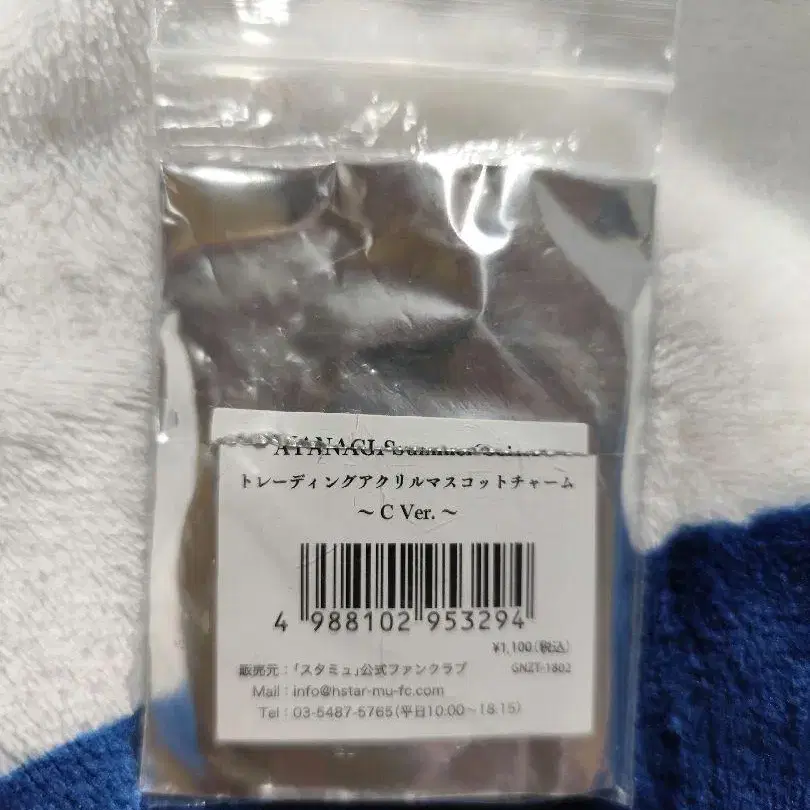 AYANAGI Summer
トレーディングアクリルマスコットチャーム
～ C Ver. ～
4 988102 953294
¥1,100(税込)
販売元：「スタミュ」公式ファンクラブ GNZT-1802
Mail : info@hstar-mu-fc.com
Tel : 03-5487-5765(平日10:00～18:15)